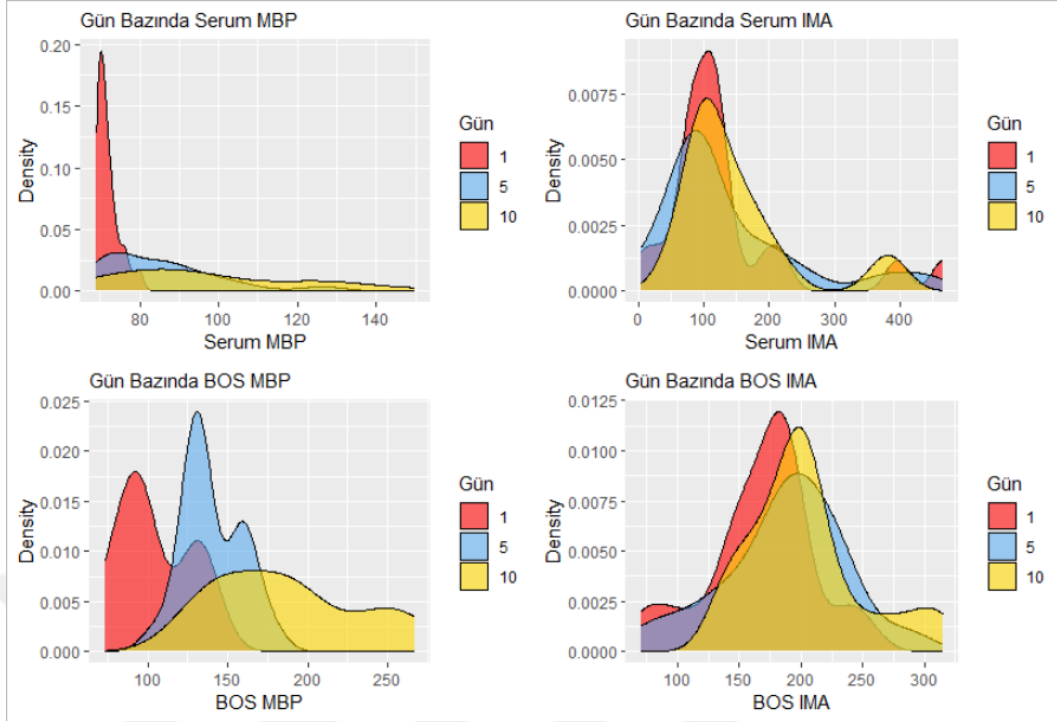 Gün Bazında Serum MBP
0.20
0.15
0.10
0.05
0.00
Density
80 100 120 140
Serum MBP
Gün
1
5
10
Gün Bazında Serum IMA
0.0075
0.0050
0.0025
0.0000
Density
0 100 200 300 400
Serum IMA
Gün
1
5
10
Gün Bazında BOS MBP
0.025
0.020
0.015
0.010
0.005
0.000
Density
100 150 200 250
BOS MBP
Gün
1
5
10
Gün Bazında BOS IMA
0.0125
0.0100
0.0075
0.0050
0.0025
0.0000
Density
100 150 200 250 300
BOS IMA
Gün
1
5
10